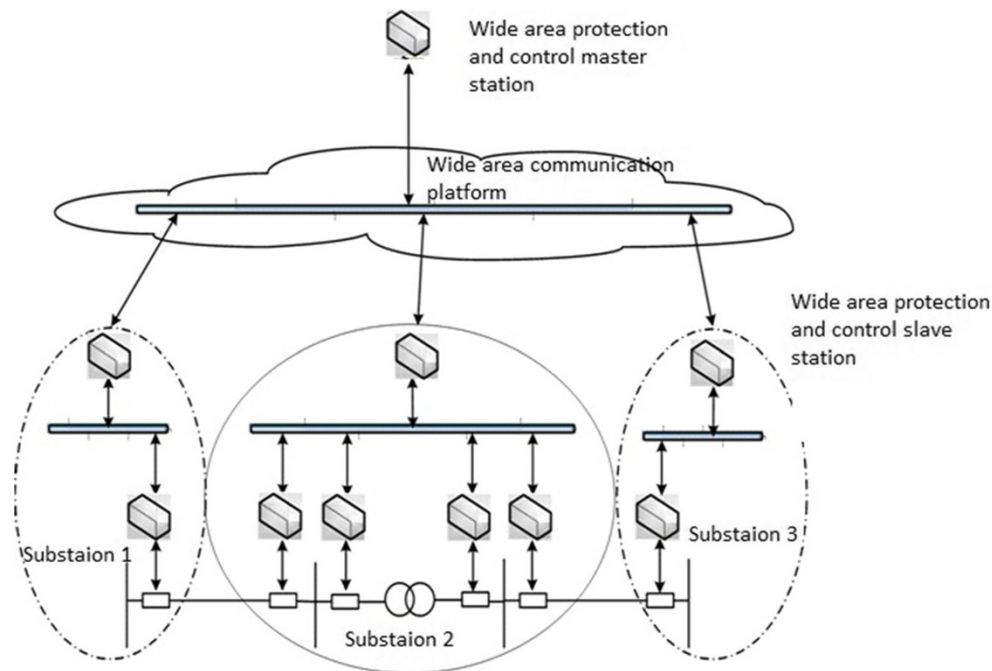 Wide area protection
and control master
station
Wide area communication
platform
Wide area protection
and control slave
station
Substaion 1
Substaion 3
Substaion 2